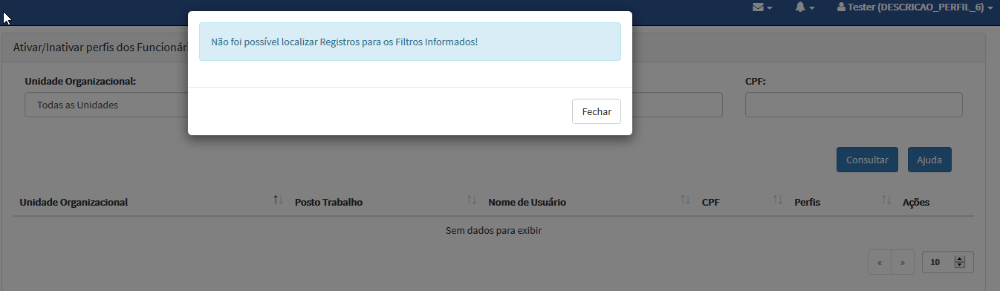 Tester (DESCRICAO_PERFIL_6)
Não foi possível localizar Registros para os Filtros Informados!
Fechar
Ativar/Inativar perfis dos Funcionári
Unidade Organizacional:
CPF:
Todas as Unidades
Consultar
Ajuda
Unidade Organizacional
Posto Trabalho
Nome de Usuário
CPF
Perfis
Ações
Sem dados para exibir
«
»
10